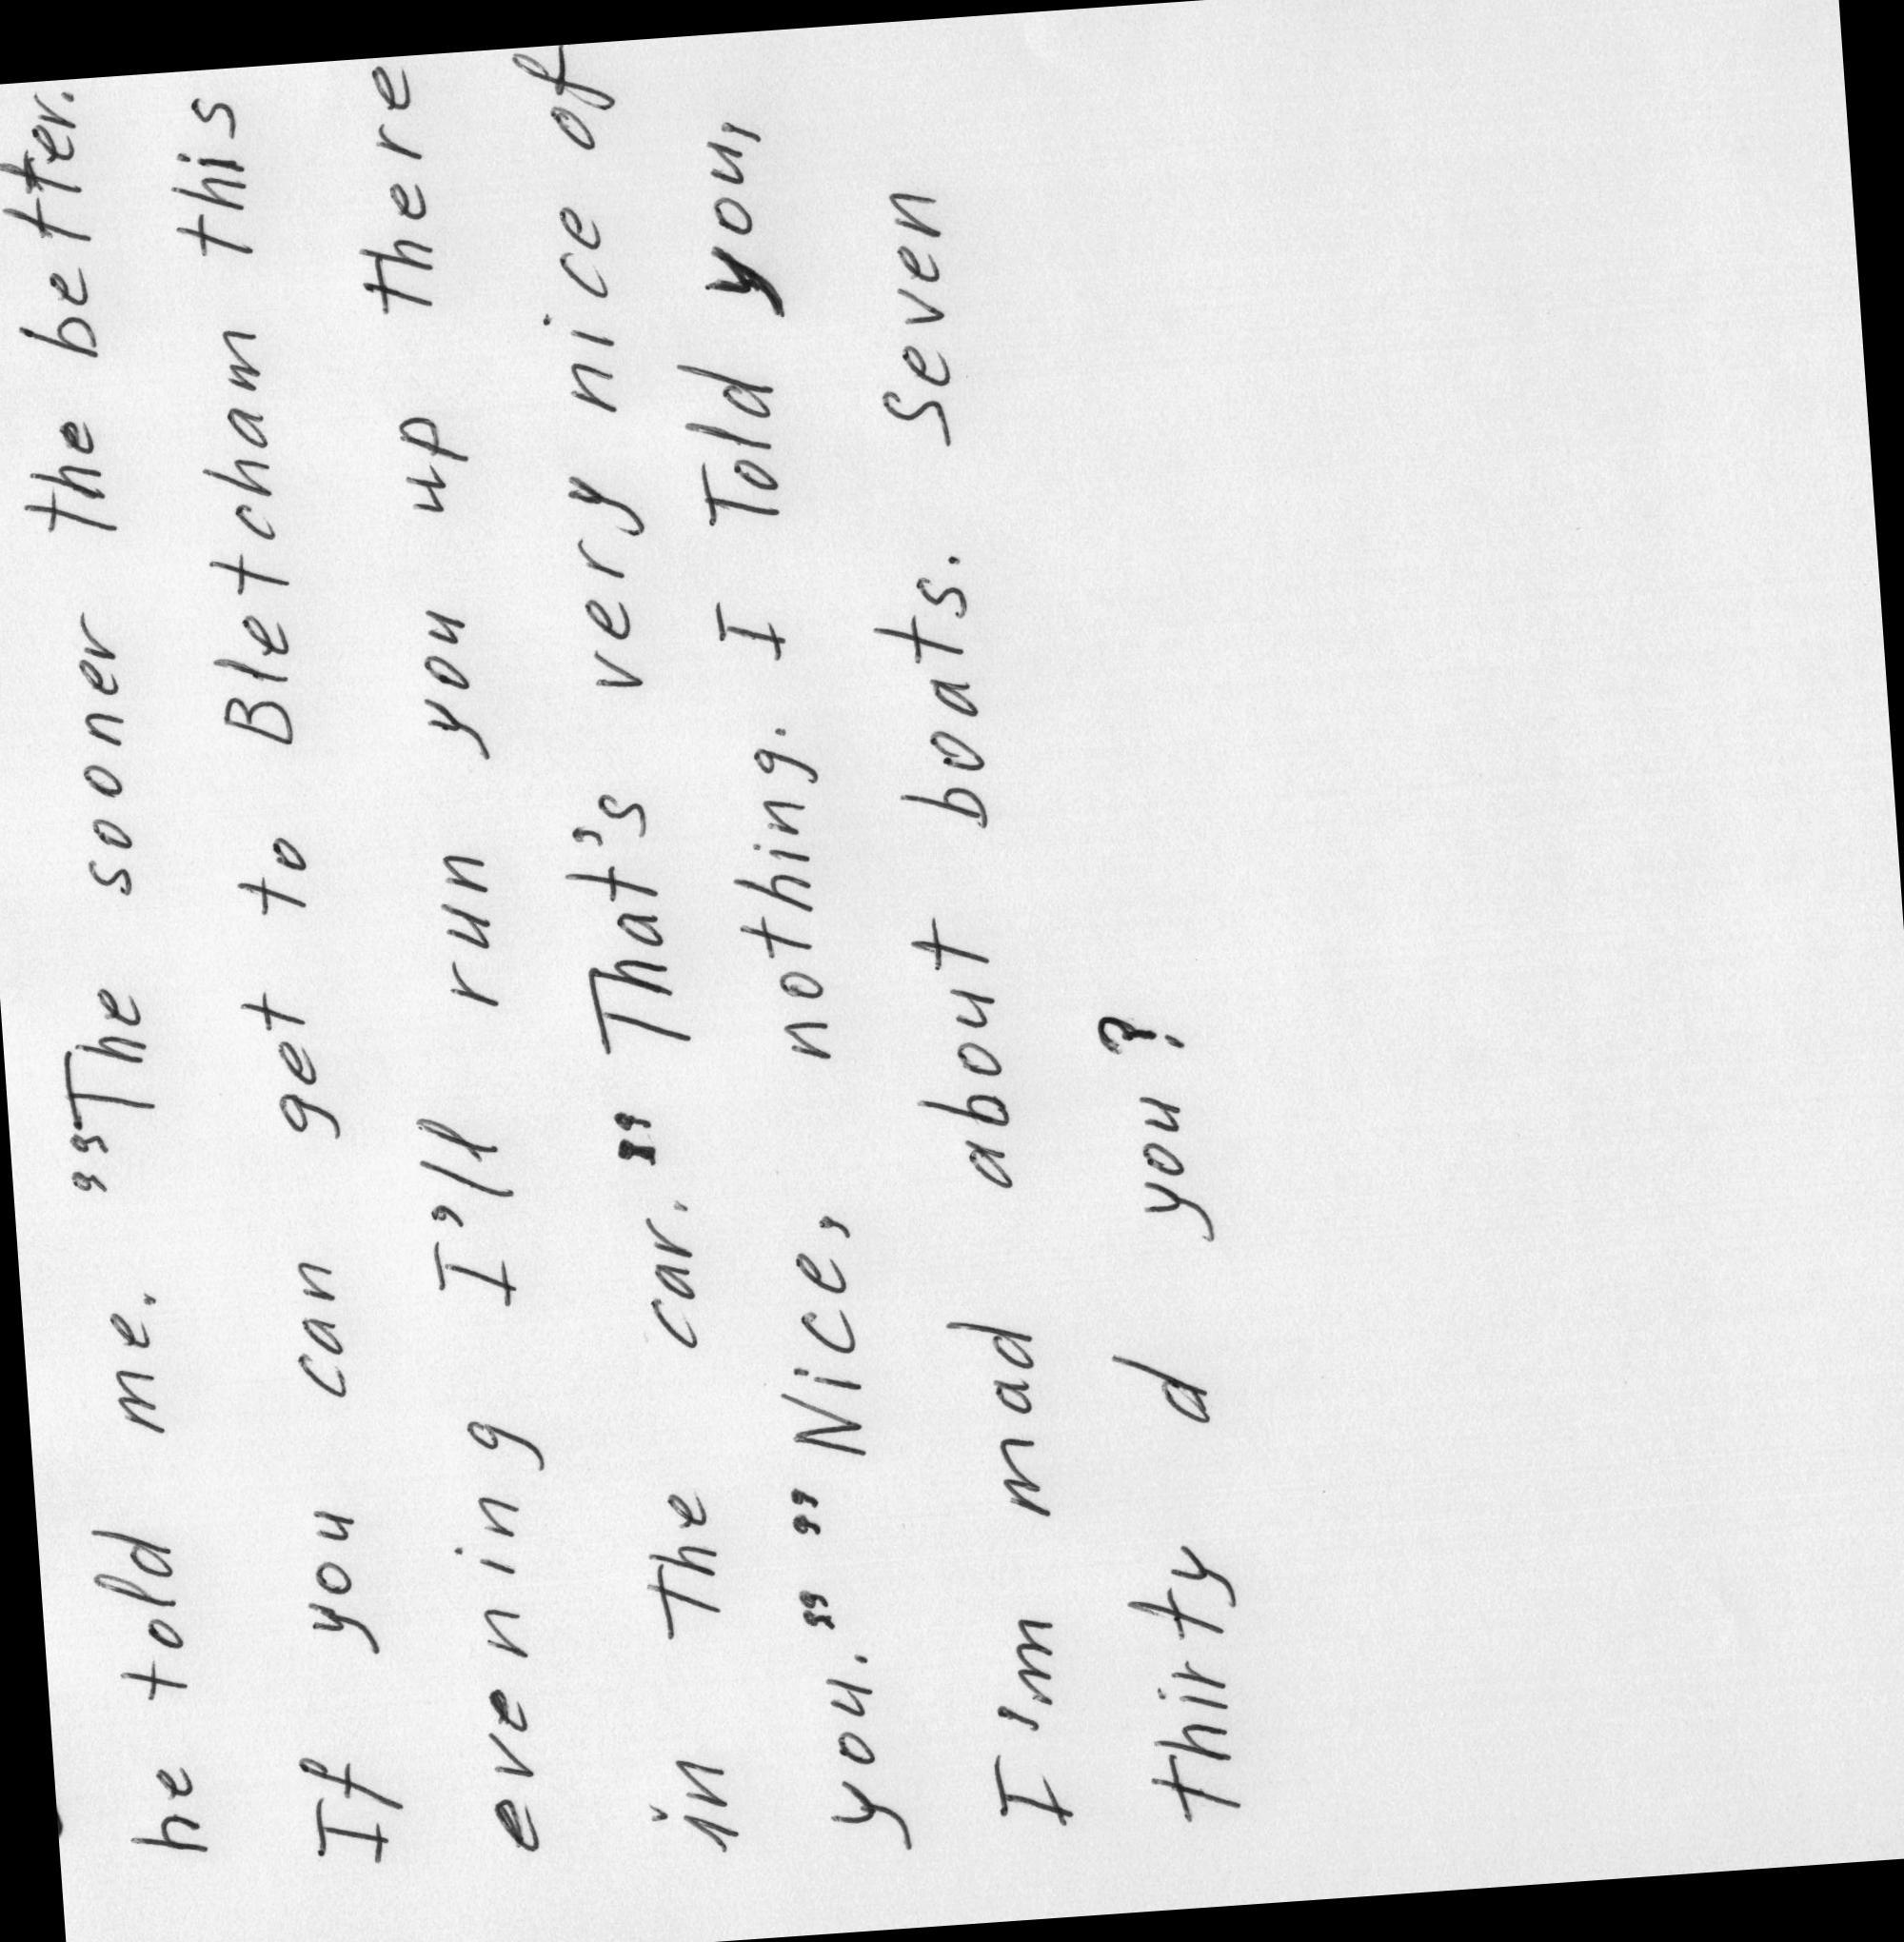 he told me. "The sooner the better.
If you can get to Bletcham this
evening I'll run you up there
in the car." That's very nice of
you." "Nice, nothing. I Told you,
I'm mad about boats. Seven
thirty d you?